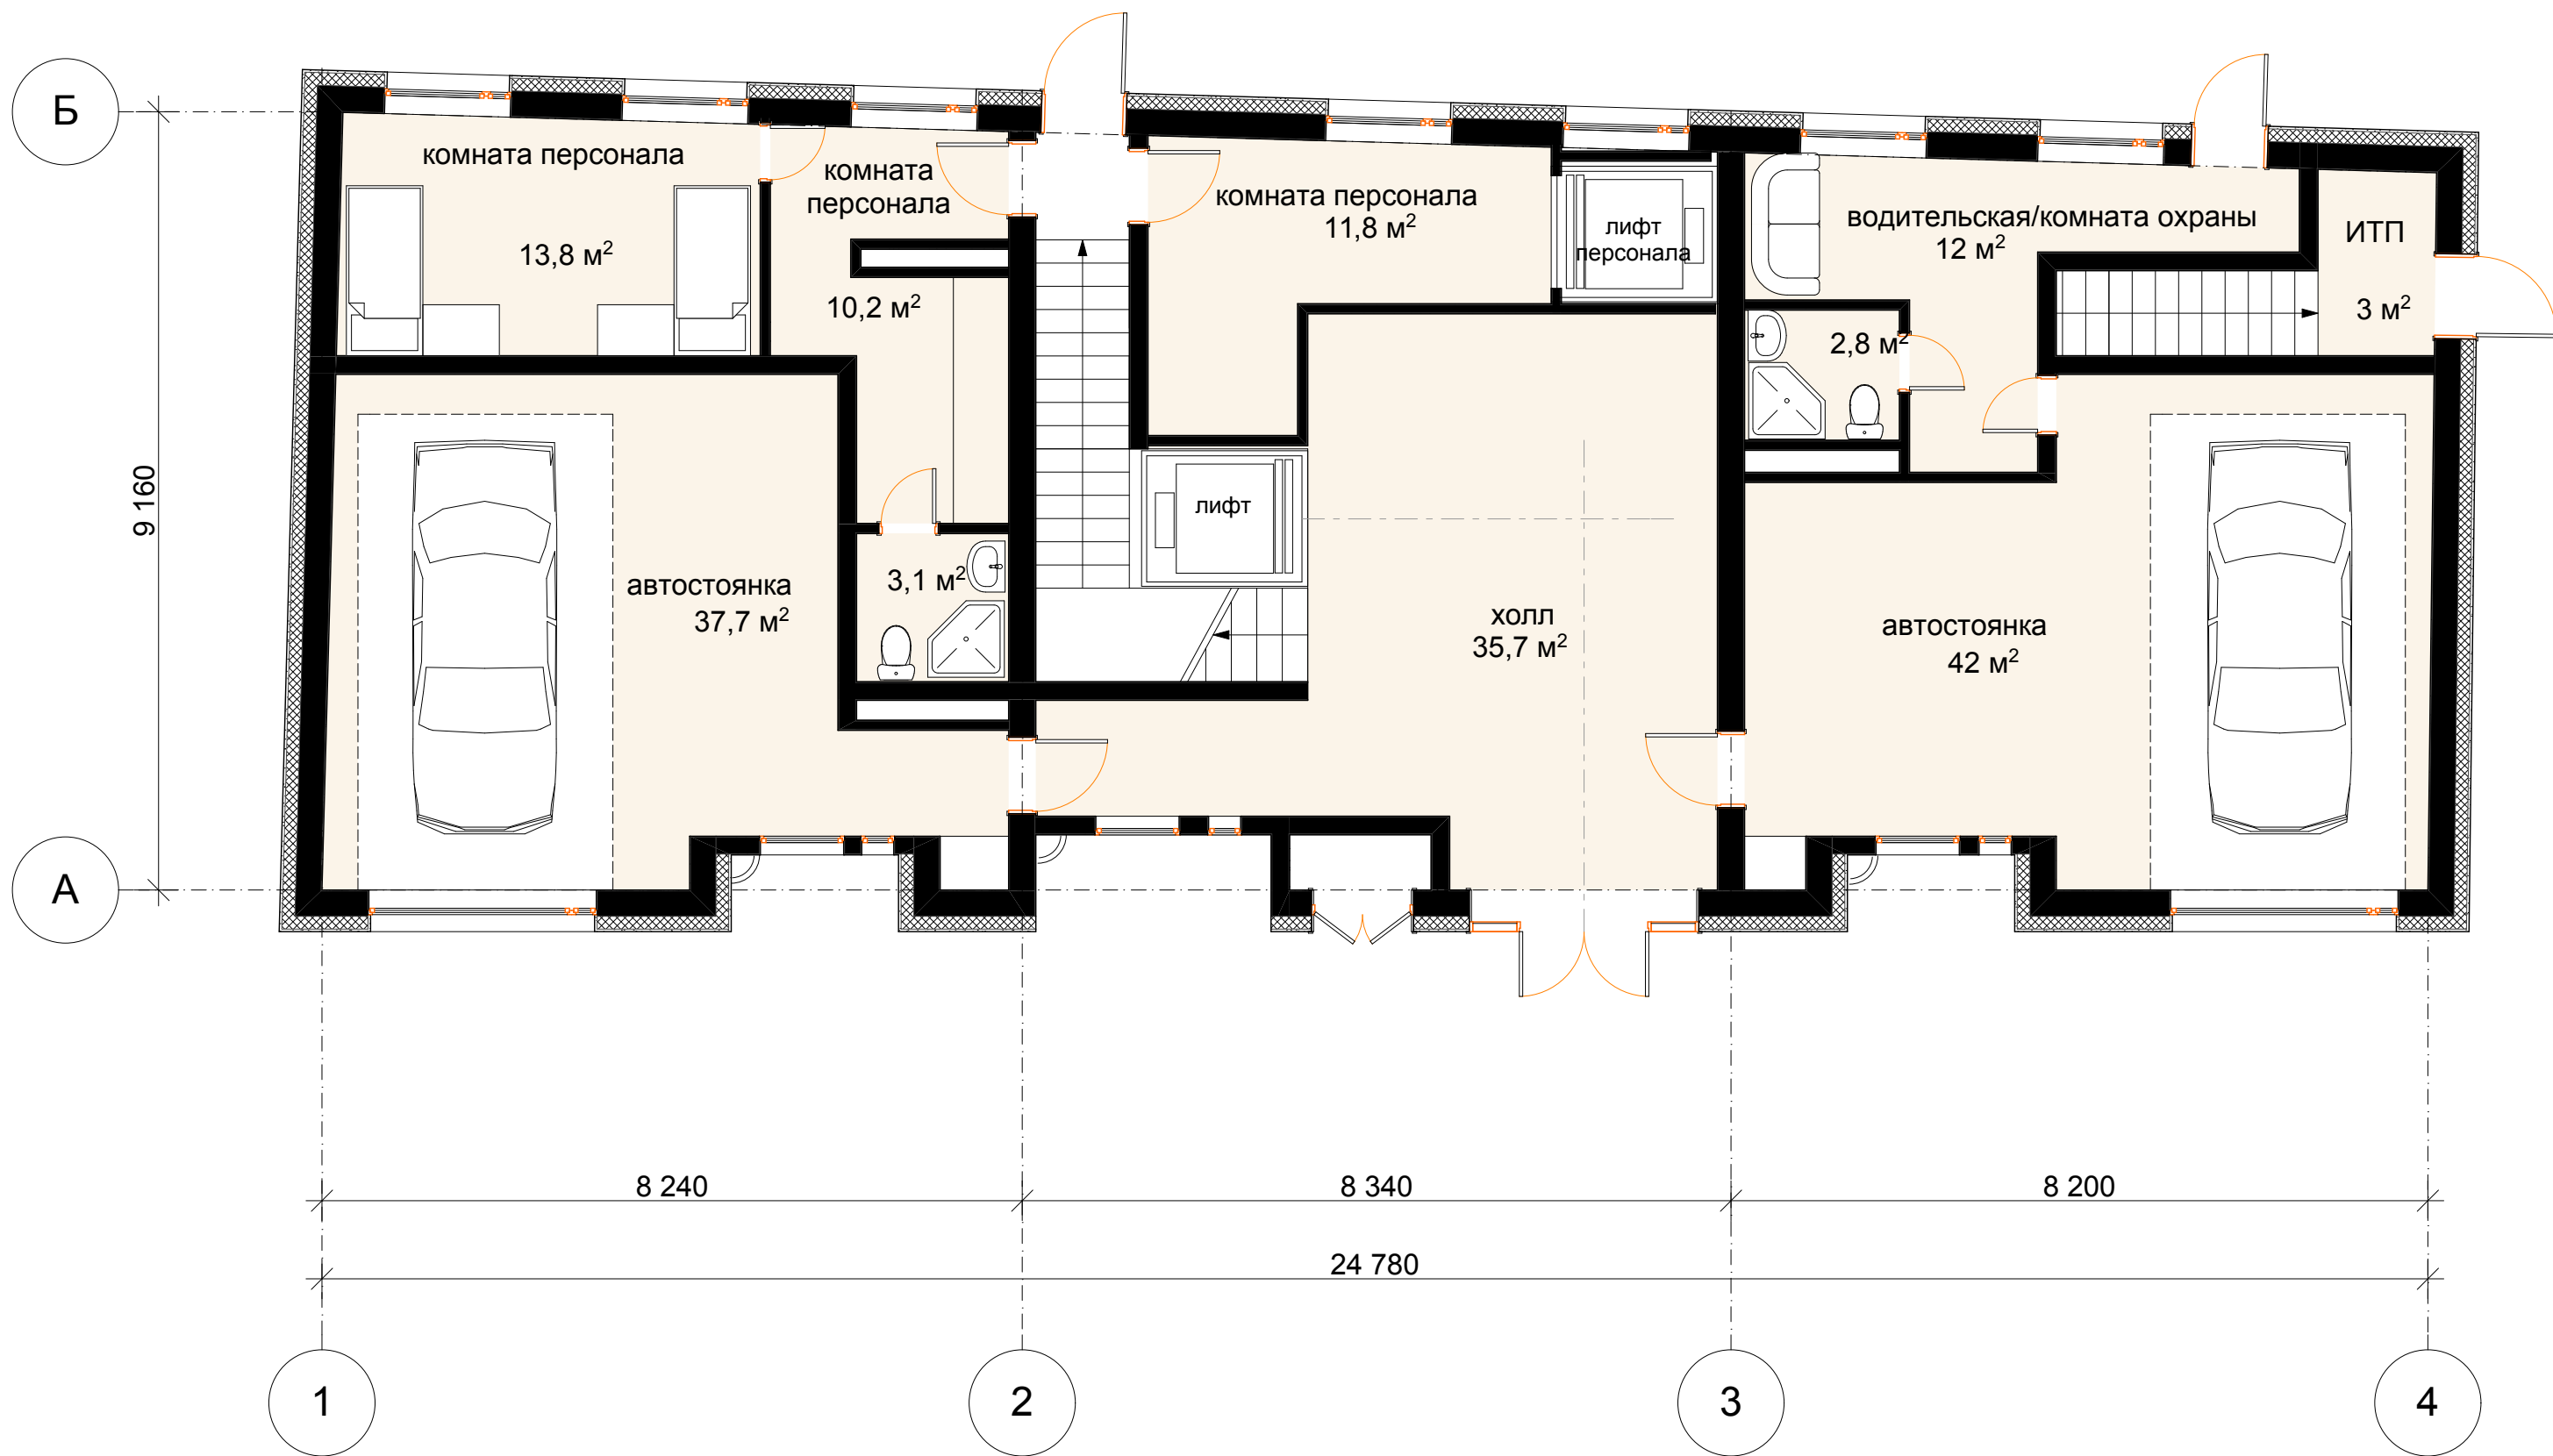 Б
комната персонала
13,8 м²
комната
персонала
10,2 м²
комната персонала
11,8 м²
лифт
персонала
водительская/комната охраны
12 м²
ИТП
3 м²
2,8 м²
9 160
лифт
автостоянка
37,7 м²
3,1 м²
холл
35,7 м²
автостоянка
42 м²
А
8 240
8 340
8 200
24 780
1
2
3
4